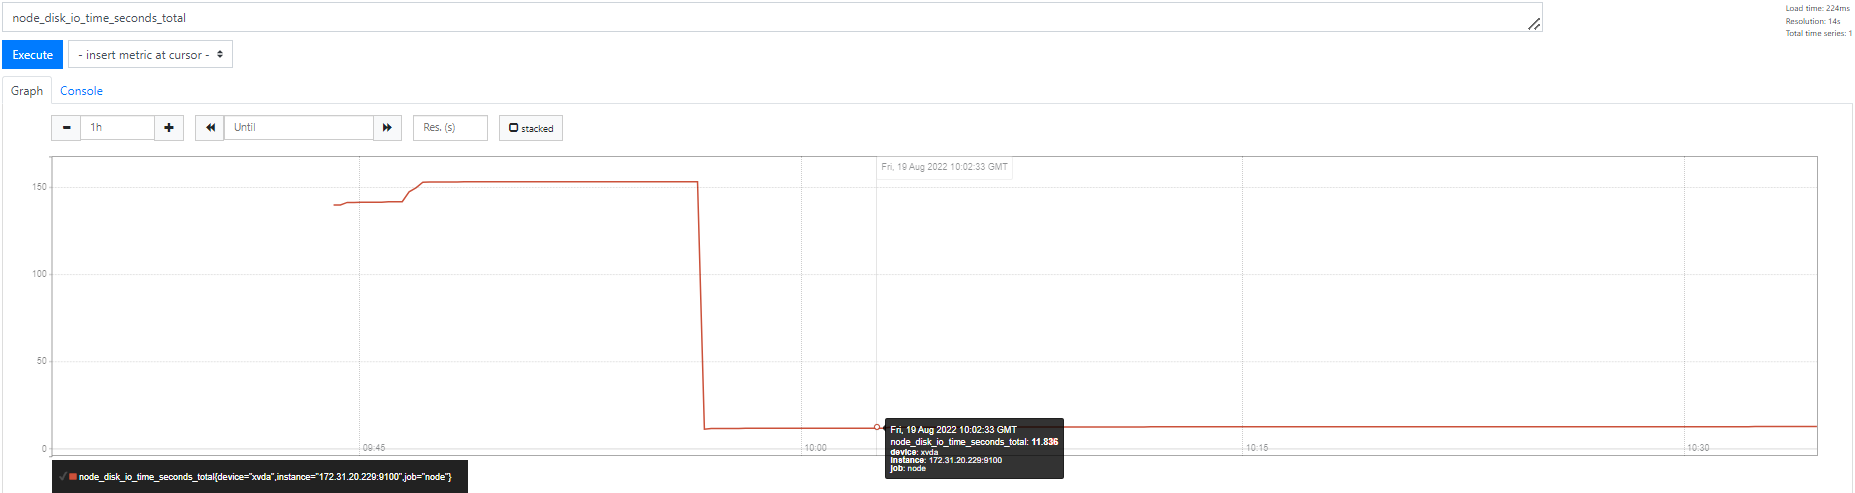 node_disk_io_time_seconds_total
Load time: 224ms
Resolution: 14s
Total time series: 1
Execute
- insert metric at cursor -
Graph
Console
1h
Until
Res. (s)
stacked
Fri, 19 Aug 2022 10:02:33 GMT
150
100
50
0
09:45
10:00
10:15
10:30
Fri, 19 Aug 2022 10:02:33 GMT
node_disk_io_time_seconds_total: 11.836
device: xvda
instance: 172.31.20.229:9100
job: node
node_disk_io_time_seconds_total{device="xvda",instance="172.31.20.229:9100",job="node"}